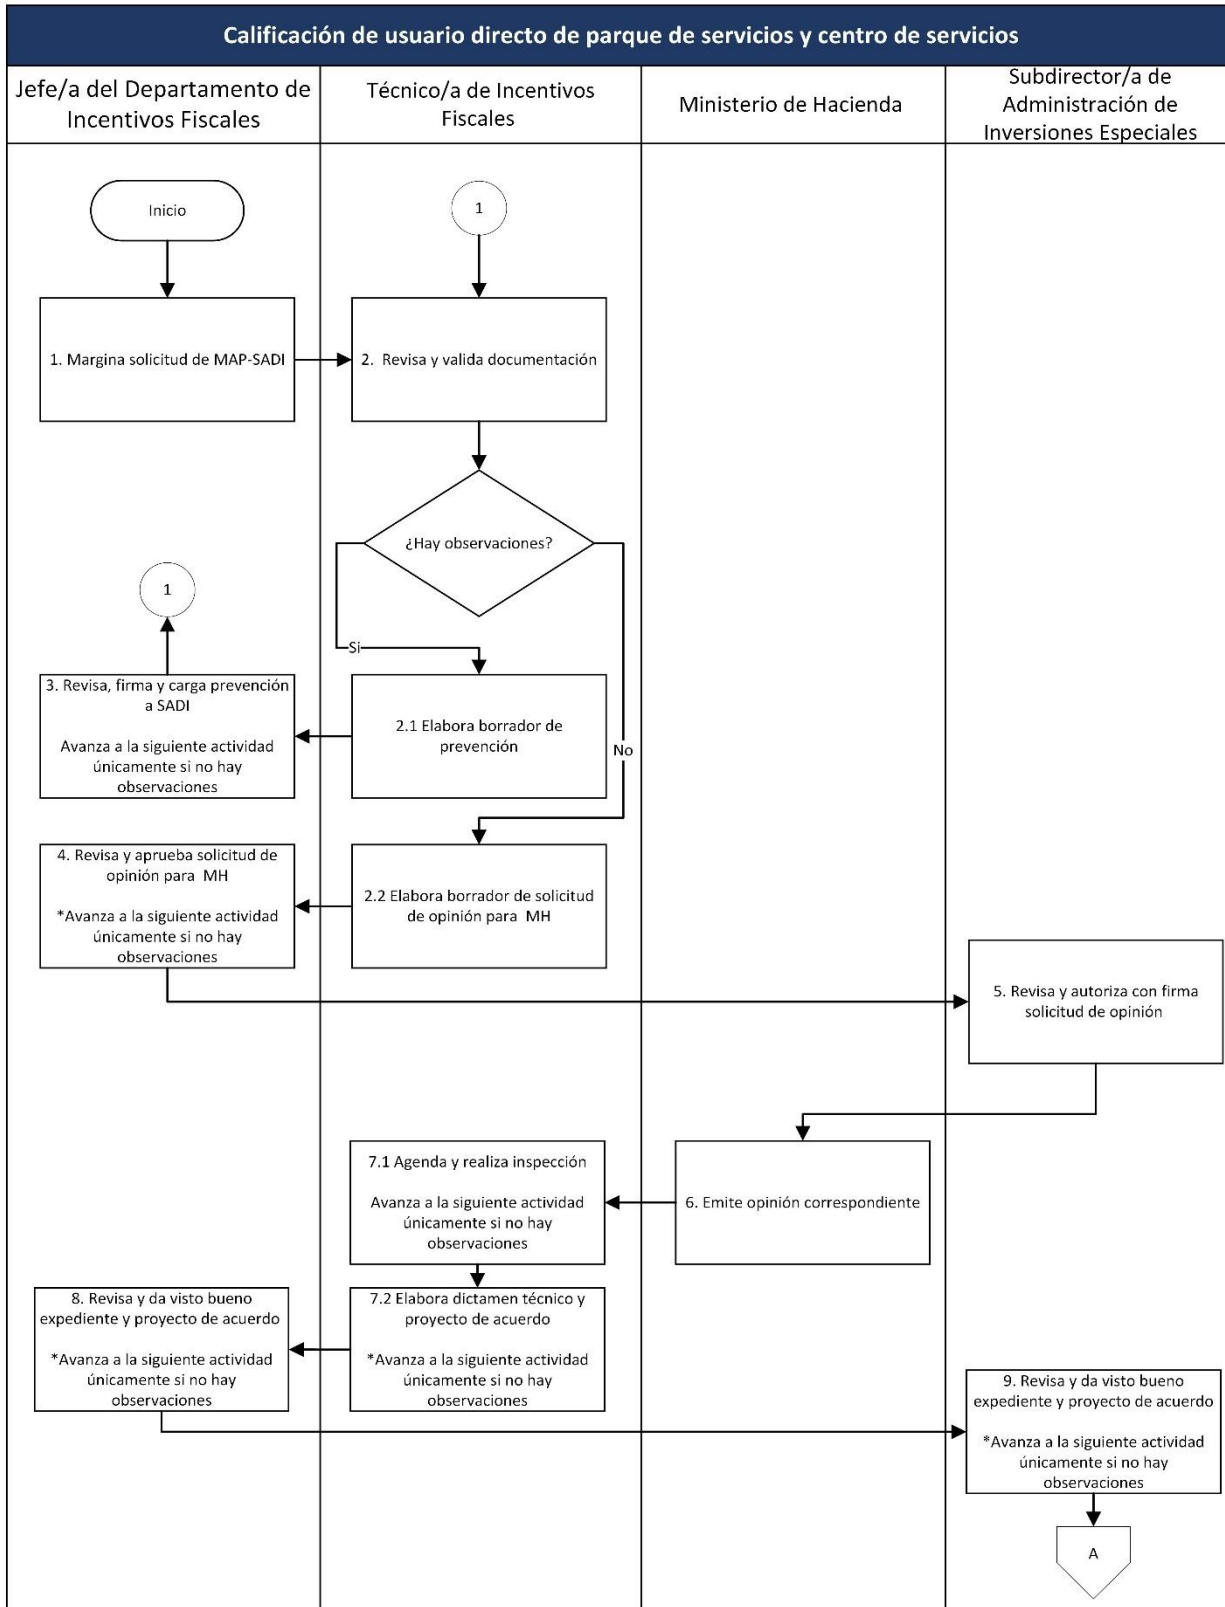 Calificación de usuario directo de parque de servicios y centro de servicios
Jefe/a del Departamento de
Incentivos Fiscales
Técnico/a de Incentivos
Fiscales
Ministerio de Hacienda
Subdirector/a de
Administración de
Inversiones Especiales
Inicio
1
1. Margina solicitud de MAP-SADI
2. Revisa y valida documentación
¿Hay observaciones?
1
Si
No
3. Revisa, firma y carga prevención
a SADI
Avanza a la siguiente actividad
únicamente si no hay
observaciones
2.1 Elabora borrador de
prevención
4. Revisa y aprueba solicitud de
opinión para MH
*Avanza a la siguiente actividad
únicamente si no hay
observaciones
2.2 Elabora borrador de solicitud
de opinión para MH
5. Revisa y autoriza con firma
solicitud de opinión
7.1 Agenda y realiza inspección
Avanza a la siguiente actividad
únicamente si no hay
observaciones
6. Emite opinión correspondiente
8. Revisa y da visto bueno
expediente y proyecto de acuerdo
*Avanza a la siguiente actividad
únicamente si no hay
observaciones
7.2 Elabora dictamen técnico y
proyecto de acuerdo
*Avanza a la siguiente actividad
únicamente si no hay
observaciones
9. Revisa y da visto bueno
expediente y proyecto de acuerdo
*Avanza a la siguiente actividad
únicamente si no hay
observaciones
A